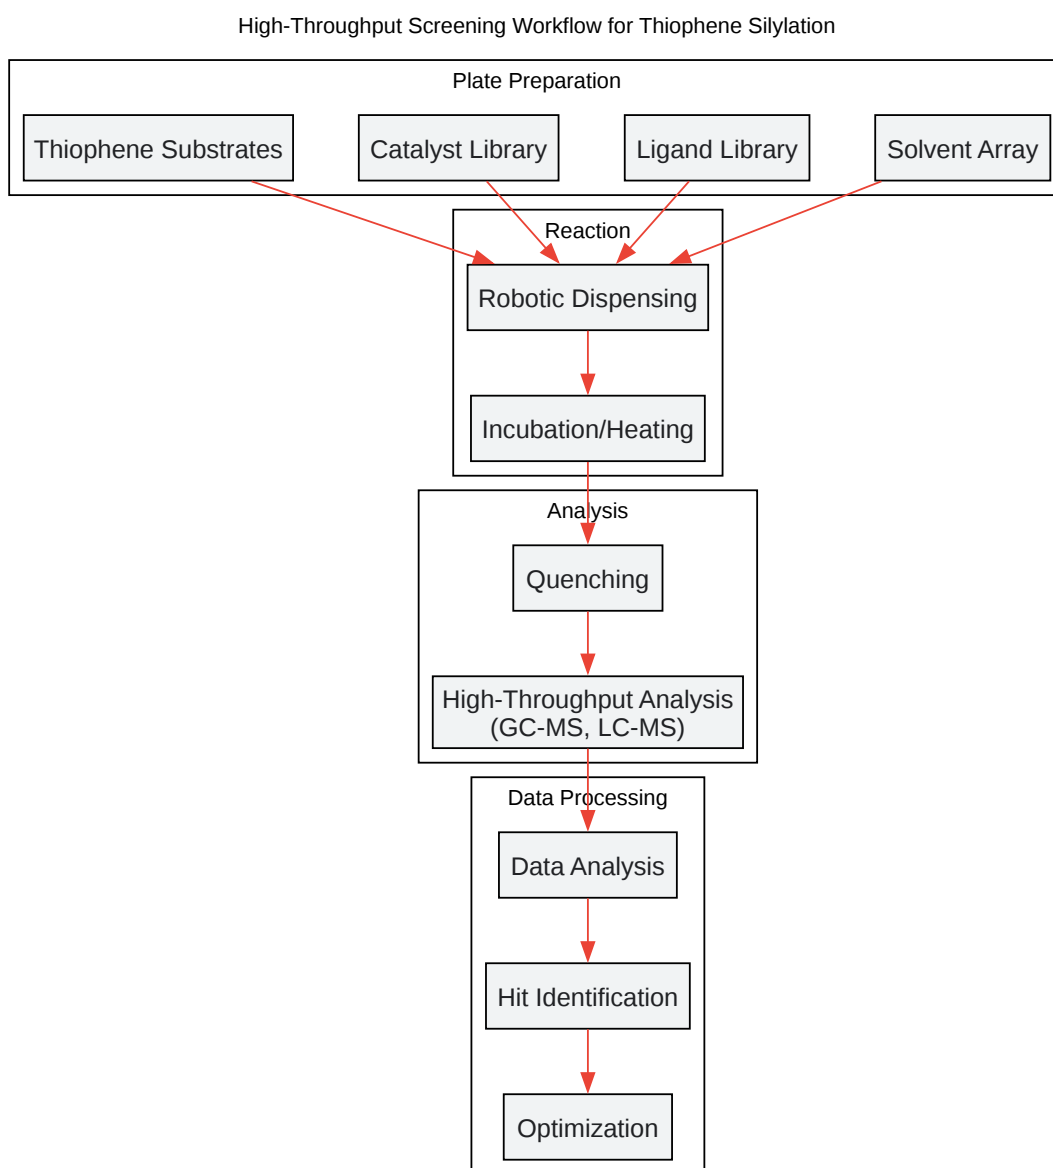 High-Throughput Screening Workflow for Thiophene Silylation
Plate Preparation
Thiophene Substrates
Catalyst Library
Ligand Library
Solvent Array
Reaction
Robotic Dispensing
Incubation/Heating
Analysis
Quenching
High-Throughput Analysis
(GC-MS, LC-MS)
Data Processing
Data Analysis
Hit Identification
Optimization